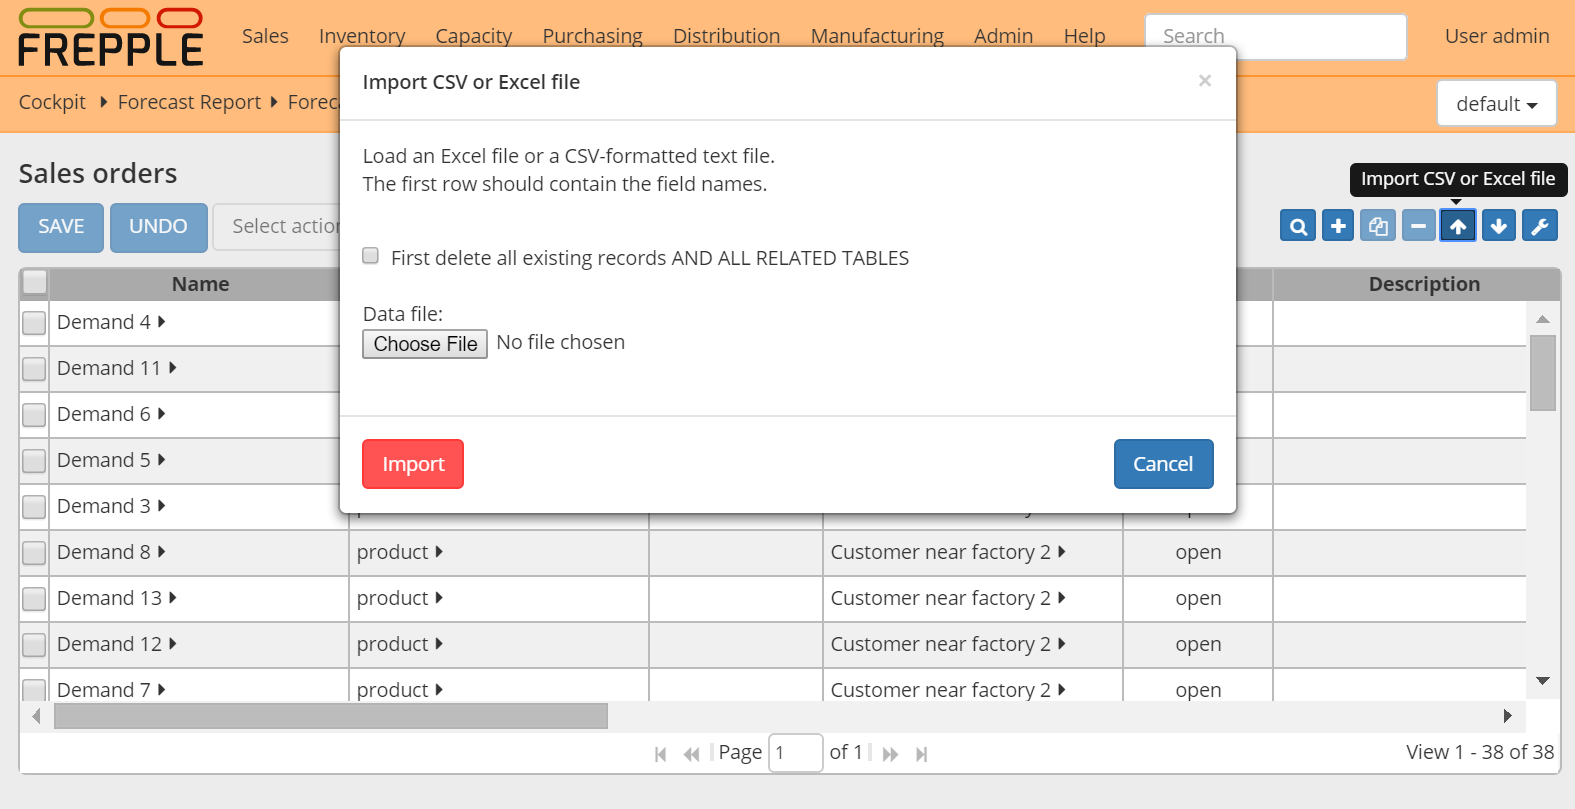 FREPPLE
Sales Inventory Capacity Purchasing Distribution Manufacturing Admin Help Search User admin
Cockpit Forecast Report
default
Import CSV or Excel file ×
Load an Excel file or a CSV-formatted text file.
The first row should contain the field names.
First delete all existing records AND ALL RELATED TABLES
Data file:
Choose File No file chosen
Import Cancel
Sales orders
Import CSV or Excel file
SAVE UNDO Select
Name Description
Demand 4
Demand 11
Demand 6
Demand 5
Demand 3
Demand 8 product Customer near factory 2 open
Demand 13 product Customer near factory 2 open
Demand 12 product Customer near factory 2 open
Demand 7 product Customer near factory 2 open
Page 1 of 1 View 1 - 38 of 38